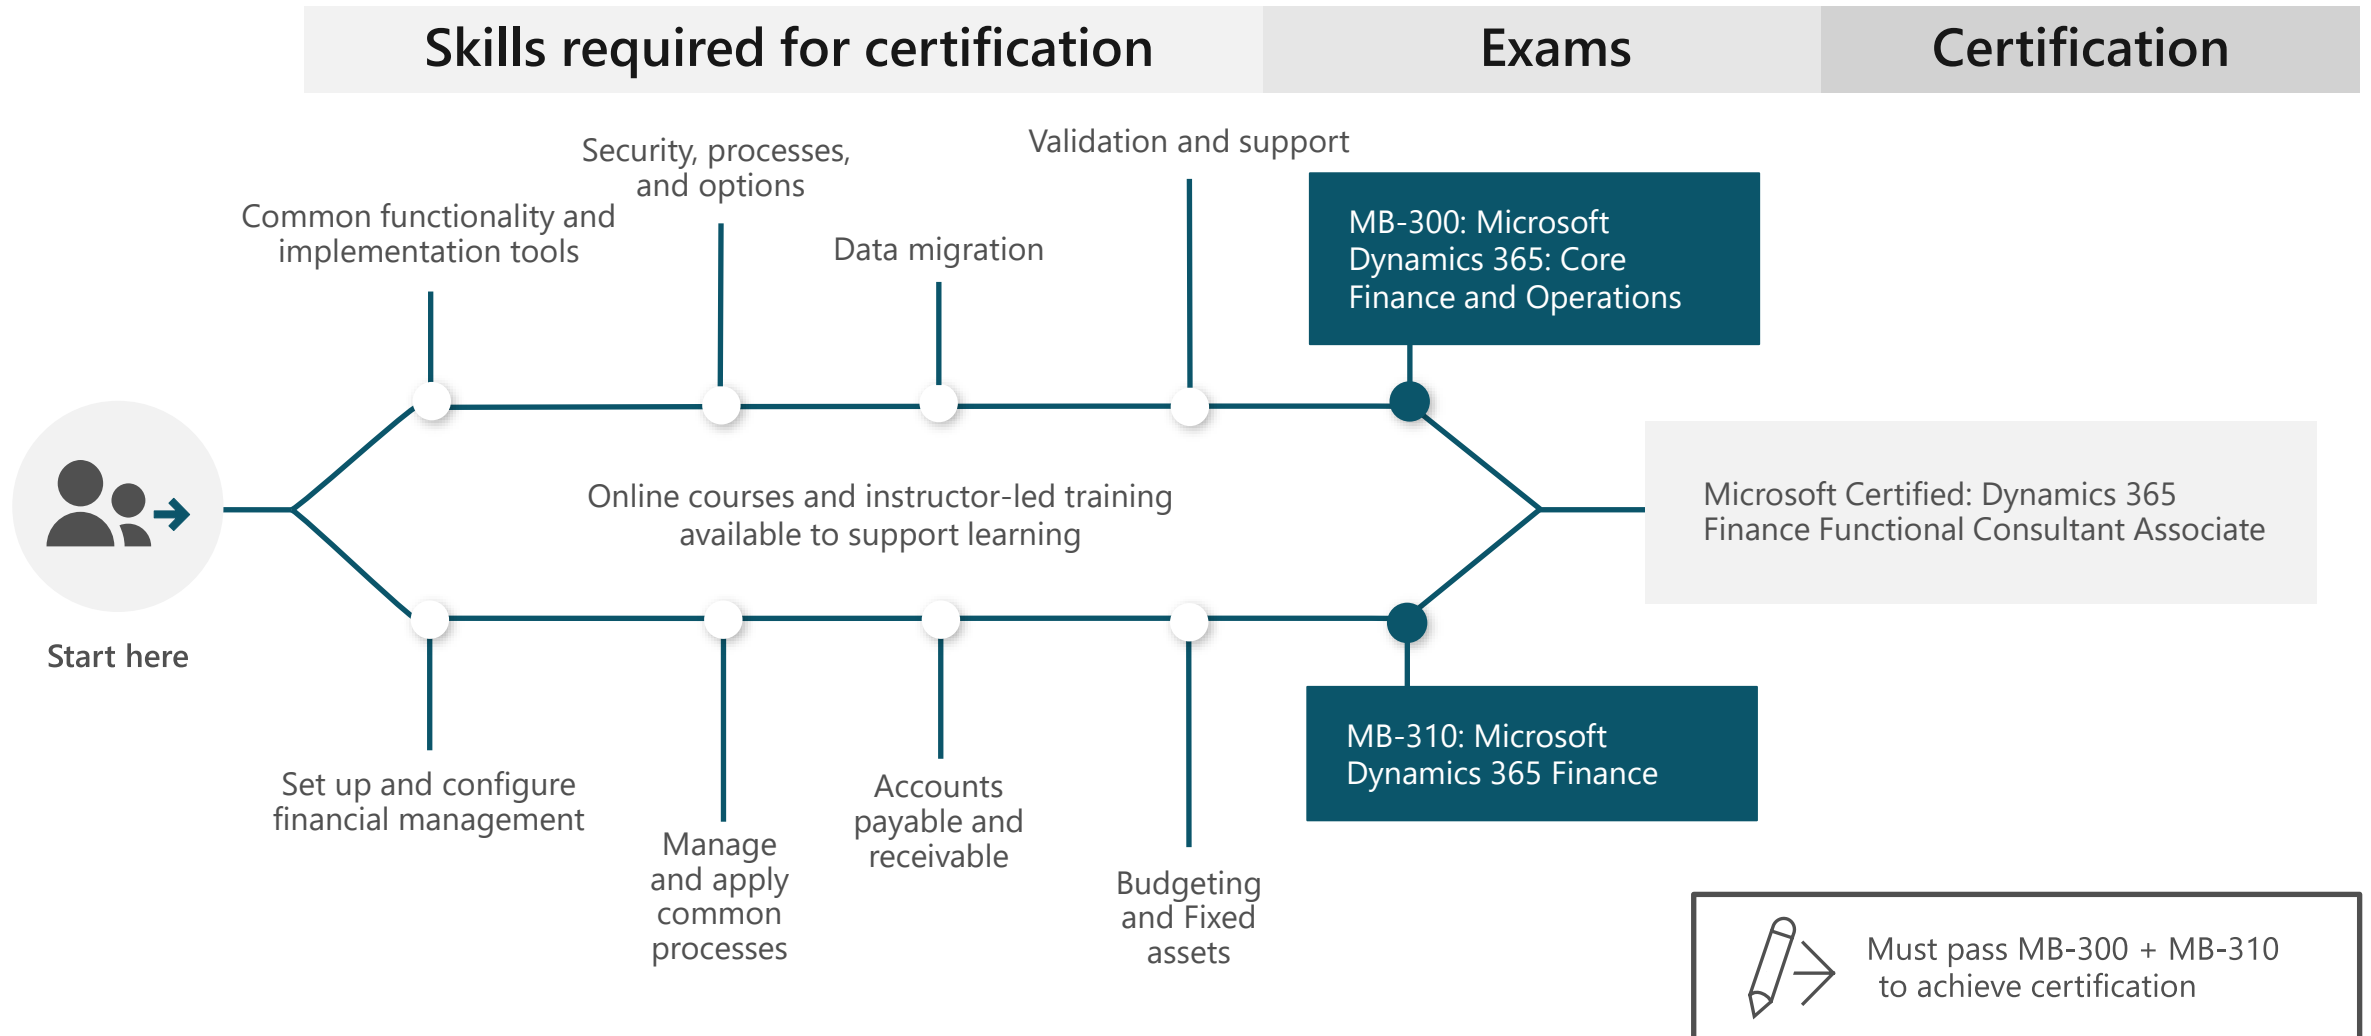 Skills required for certification
Exams
Certification
Common functionality and
implementation tools
Security, processes,
and options
Data migration
Validation and support
MB-300: Microsoft
Dynamics 365: Core
Finance and Operations
Start here
Online courses and instructor-led training
available to support learning
Microsoft Certified: Dynamics 365
Finance Functional Consultant Associate
Set up and configure
financial management
Manage
and apply
common
processes
Accounts
payable and
receivable
Budgeting
and Fixed
assets
MB-310: Microsoft
Dynamics 365 Finance
Must pass MB-300 + MB-310
to achieve certification